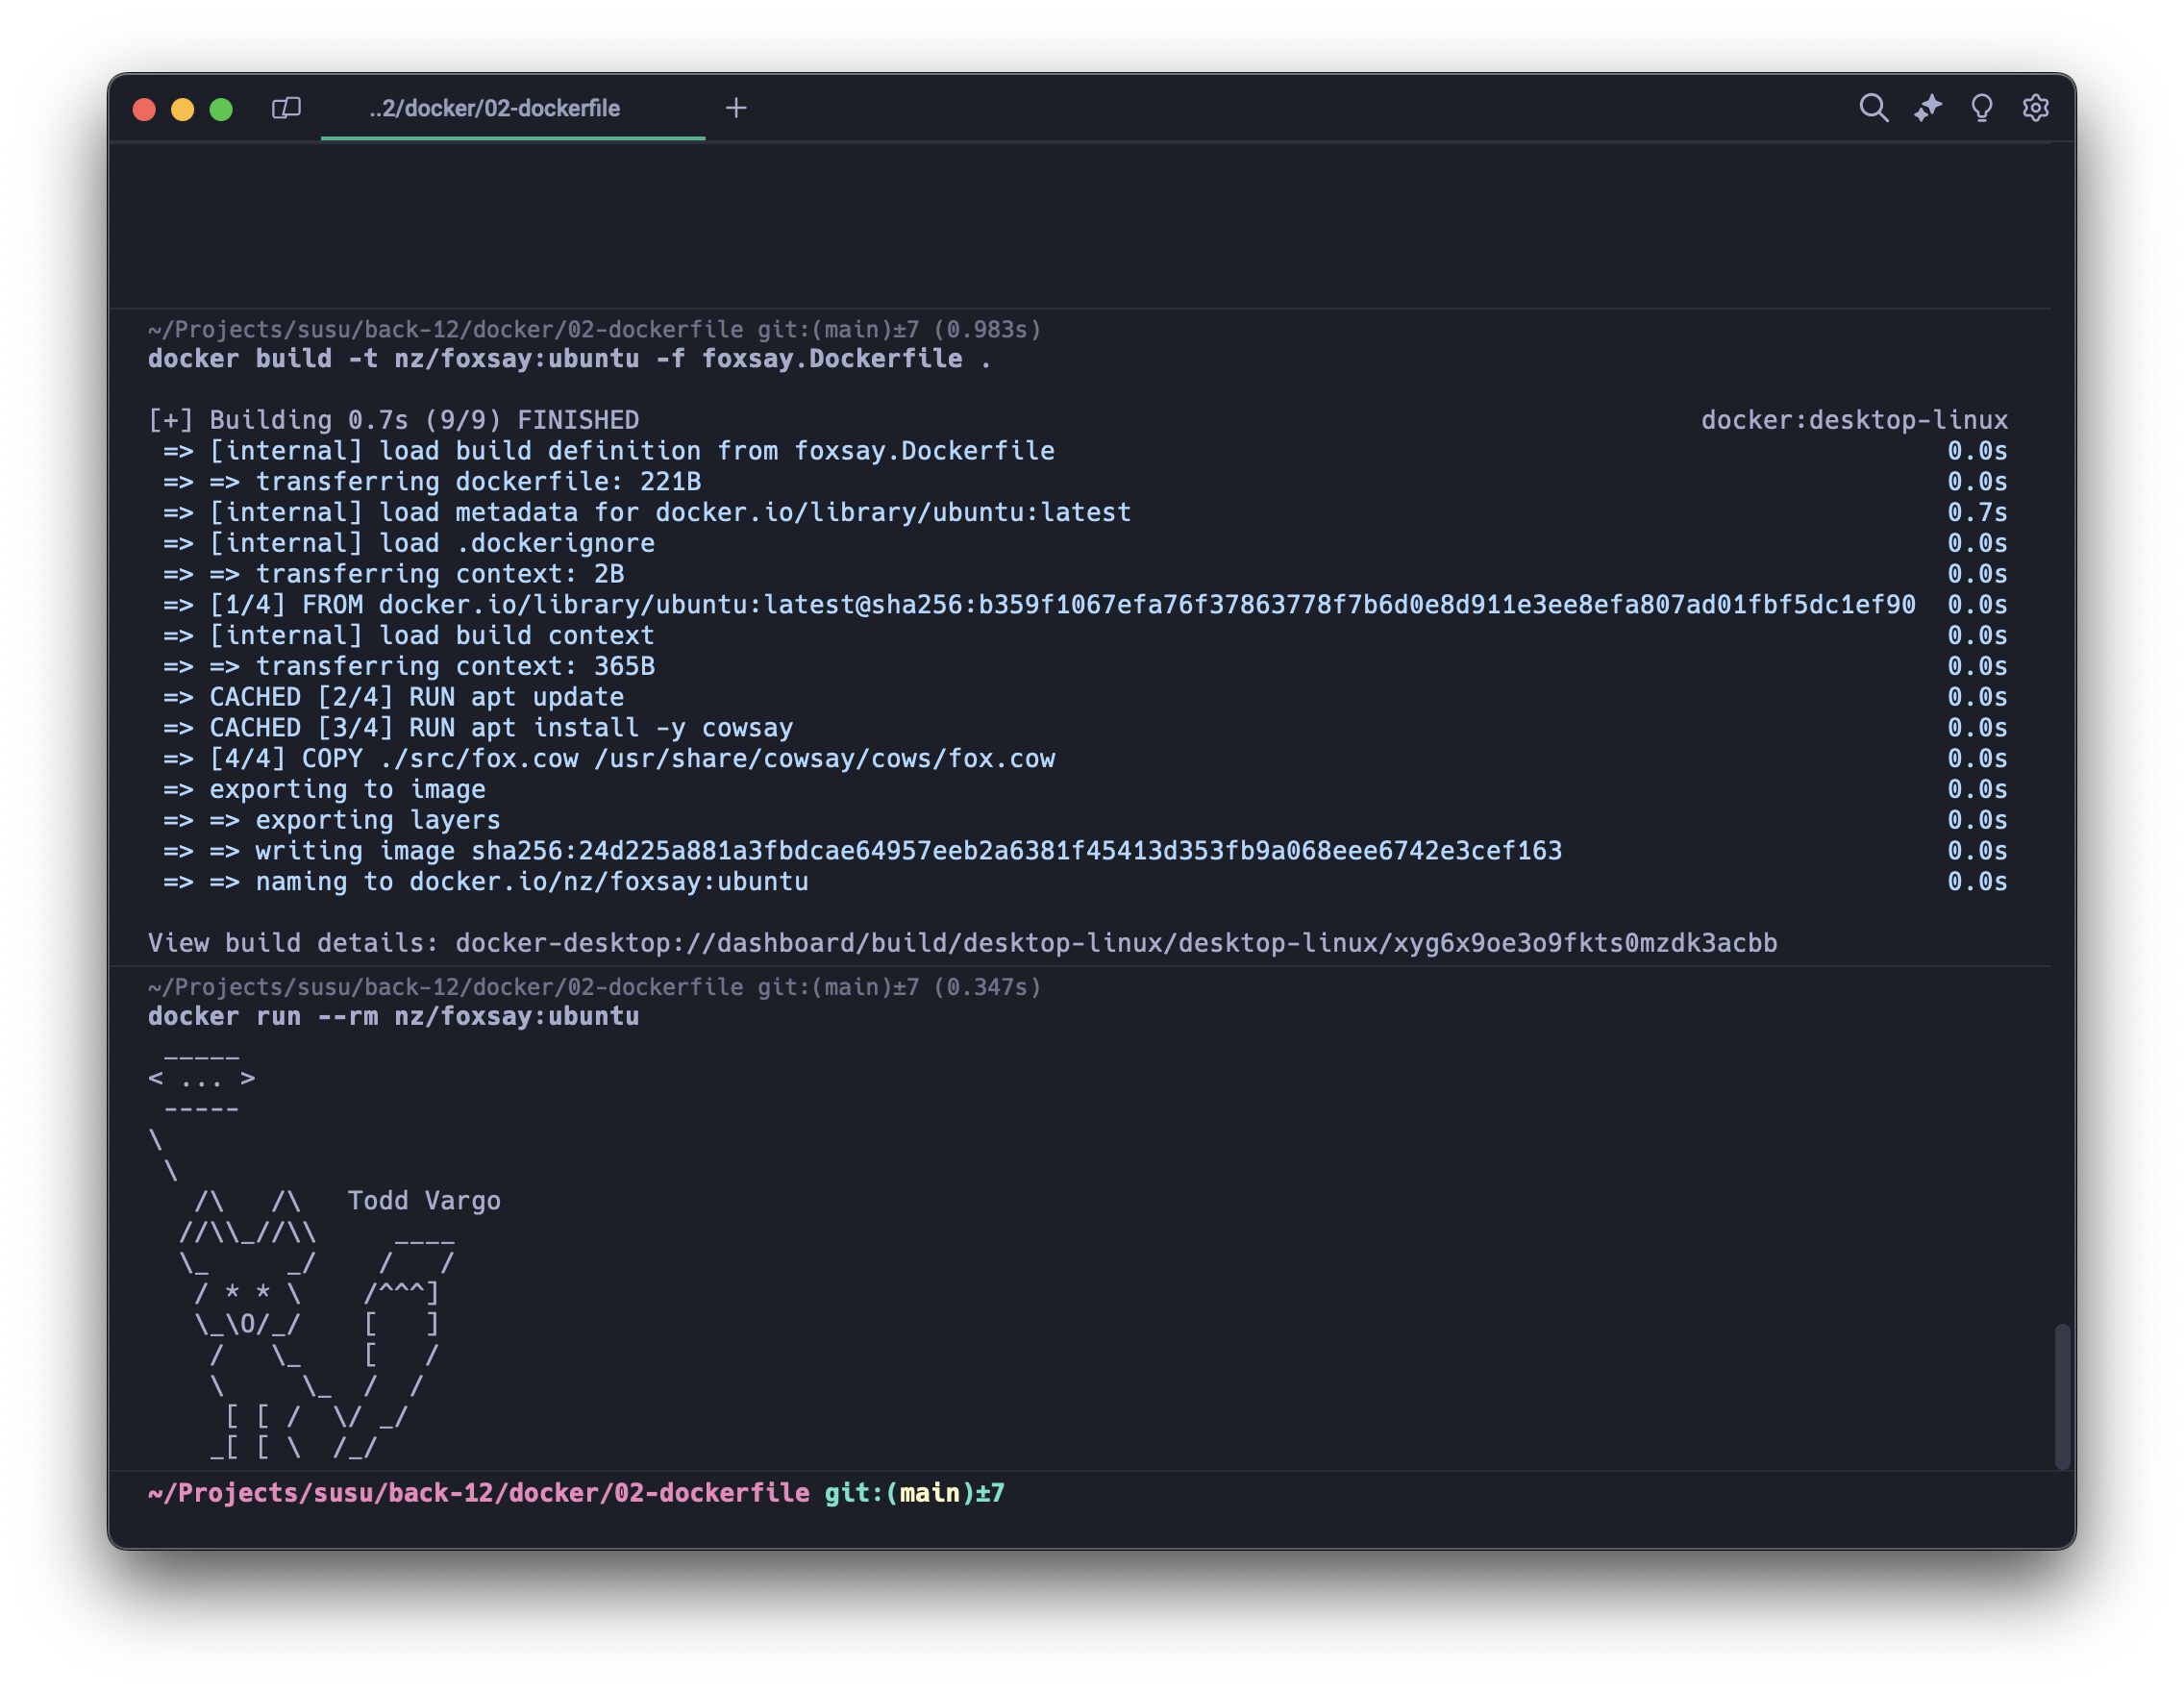 ..2/docker/02-dockerfile
~/Projects/susu/back-12/docker/02-dockerfile git:(main)±7 (0.983s)
docker build -t nz/foxsay:ubuntu -f foxsay.Dockerfile .
[+] Building 0.7s (9/9) FINISHED                                                                     docker:desktop-linux
 => [internal] load build definition from foxsay.Dockerfile                                                          0.0s
 => => transferring dockerfile: 221B                                                                                 0.0s
 => [internal] load metadata for docker.io/library/ubuntu:latest                                                     0.7s
 => [internal] load .dockerignore                                                                                    0.0s
 => => transferring context: 2B                                                                                      0.0s
 => [1/4] FROM docker.io/library/ubuntu:latest@sha256:b359f1067efa76f37863778f7b6d0e8d911e3ee8efa807ad01fbf5dc1ef90  0.0s
 => [internal] load build context                                                                                    0.0s
 => => transferring context: 365B                                                                                    0.0s
 => CACHED [2/4] RUN apt update                                                                                      0.0s
 => CACHED [3/4] RUN apt install -y cowsay                                                                           0.0s
 => [4/4] COPY ./src/fox.cow /usr/share/cowsay/cows/fox.cow                                                          0.0s
 => exporting to image                                                                                               0.0s
 => => exporting layers                                                                                              0.0s
 => => writing image sha256:24d225a881a3fbdcae64957eeb2a6381f45413d353fb9a068eee6742e3cef163                         0.0s
 => => naming to docker.io/nz/foxsay:ubuntu                                                                          0.0s
View build details: docker-desktop://dashboard/build/desktop-linux/desktop-linux/xyg6x9oe3o9fkts0mzdk3acbb
~/Projects/susu/back-12/docker/02-dockerfile git:(main)±7 (0.347s)
docker run --rm nz/foxsay:ubuntu
 _____
< ... >
 -----
\
 \
   /\   /\   Todd Vargo
  //\\_//\\     ____
  \_     _/    /   /
   / * * \    /^^^]
   \_\O/_/    [   ]
    /   \_    [   /
    \     \_  /  /
     [ [ /  \/ _/
    _[ [ \  /_/
~/Projects/susu/back-12/docker/02-dockerfile git:(main)±7